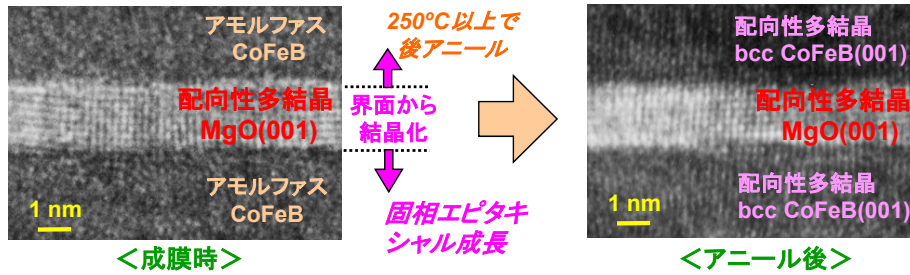 アモルファス
CoFeB
配向性多結晶
MgO(001)
アモルファス
CoFeB
1 nm
＜成膜時＞
250ºC以上で
後アニール
界面から
結晶化
固相エピタキ
シャル成長
配向性多結晶
bcc CoFeB(001)
配向性多結晶
MgO(001)
配向性多結晶
bcc CoFeB(001)
1 nm
＜アニール後＞